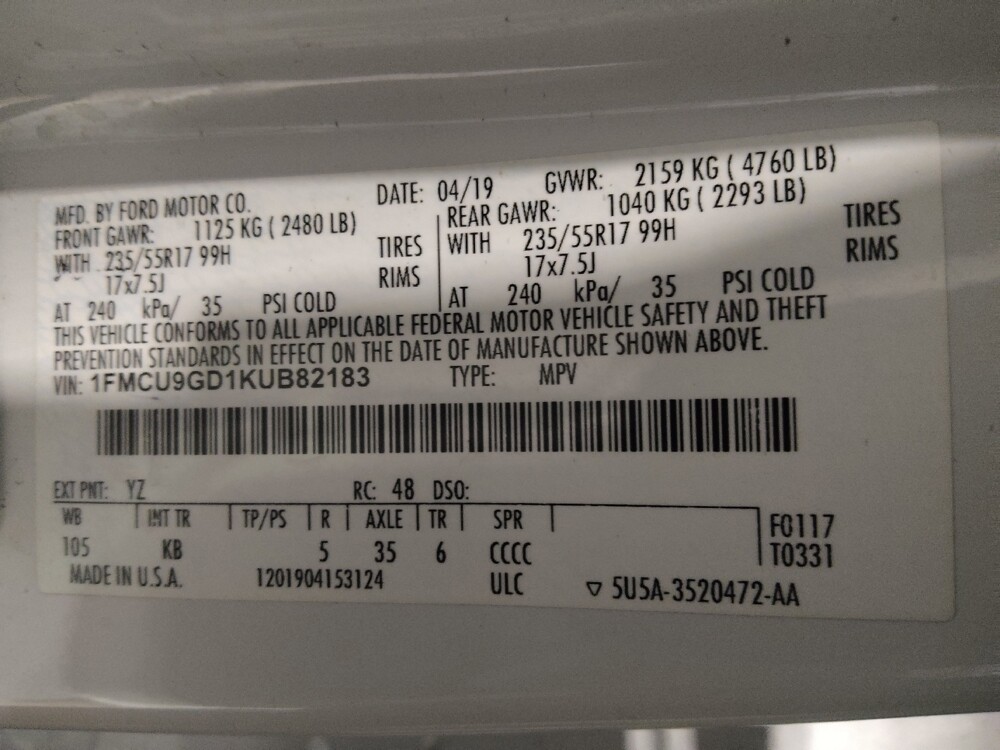 MFD. BY FORD MOTOR CO. DATE: 04/19 GVWR: 2159 KG ( 4760 LB)
FRONT GAWR: 1125 KG ( 2480 LB) REAR GAWR: 1040 KG ( 2293 LB)
WITH 235/55R17 99H TIRES WITH 235/55R17 99H TIRES
17x7.5J RIMS 17x7.5J RIMS
AT 240 kPa/ 35 PSI COLD AT 240 kPa/ 35 PSI COLD
THIS VEHICLE CONFORMS TO ALL APPLICABLE FEDERAL MOTOR VEHICLE SAFETY AND THEFT
PREVENTION STANDARDS IN EFFECT ON THE DATE OF MANUFACTURE SHOWN ABOVE.
VIN: 1FMCU9GD1KUB82183 TYPE: MPV
EXT PNT: YZ RC: 48 DSO:
WB INT TR TP/PS R AXLE TR SPR F0117
105 KB 5 35 6 CCCC T0331
MADE IN U.S.A. 1201904153124 ULC ▽ 5U5A-3520472-AA